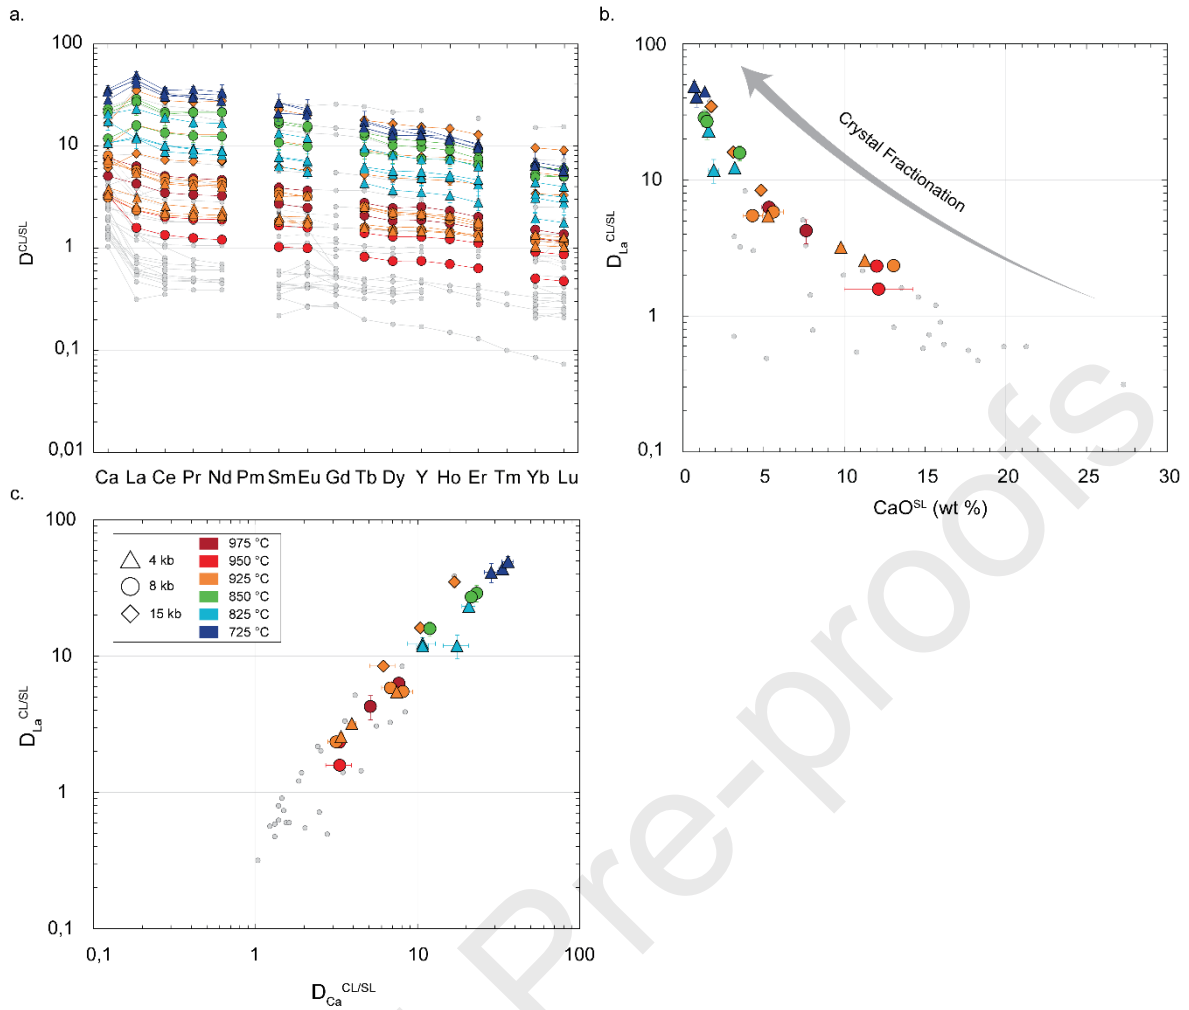 a.
100
10
1
0,1
0,01
D^CL/SL
Ca La Ce Pr Nd Pm Sm Eu Gd Tb Dy Y Ho Er Tm Yb Lu
b.
100
10
1
0,1
D_La^CL/SL
Crystal Fractionation
0 5 10 15 20 25 30
CaO^SL (wt %)
c.
100
10
1
0,1
D_La^CL/SL
4 kb
8 kb
15 kb
975 °C
950 °C
925 °C
850 °C
825 °C
725 °C
0,1 1 10 100
D_Ca^CL/SL
Pre-proofs